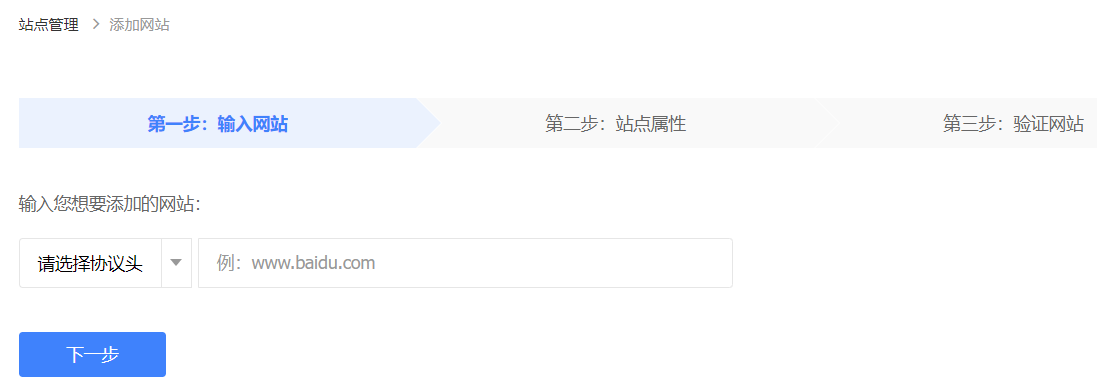 站点管理 > 添加网站
第一步：输入网站 第二步：站点属性 第三步：验证网站
输入您想要添加的网站：
请选择协议头 例：www.baidu.com
下一步